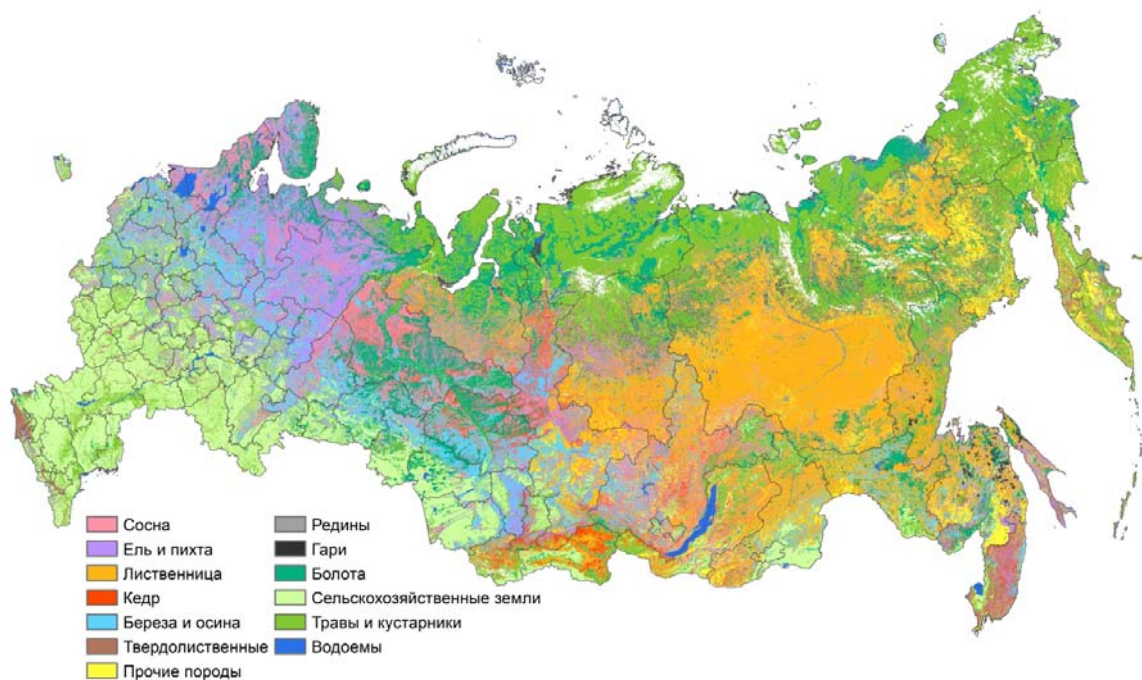 Сосна
Ель и пихта
Лиственница
Кедр
Береза и осина
Твердолиственные
Прочие породы
Редины
Гари
Болота
Сельскохозяйственные земли
Травы и кустарники
Водоемы